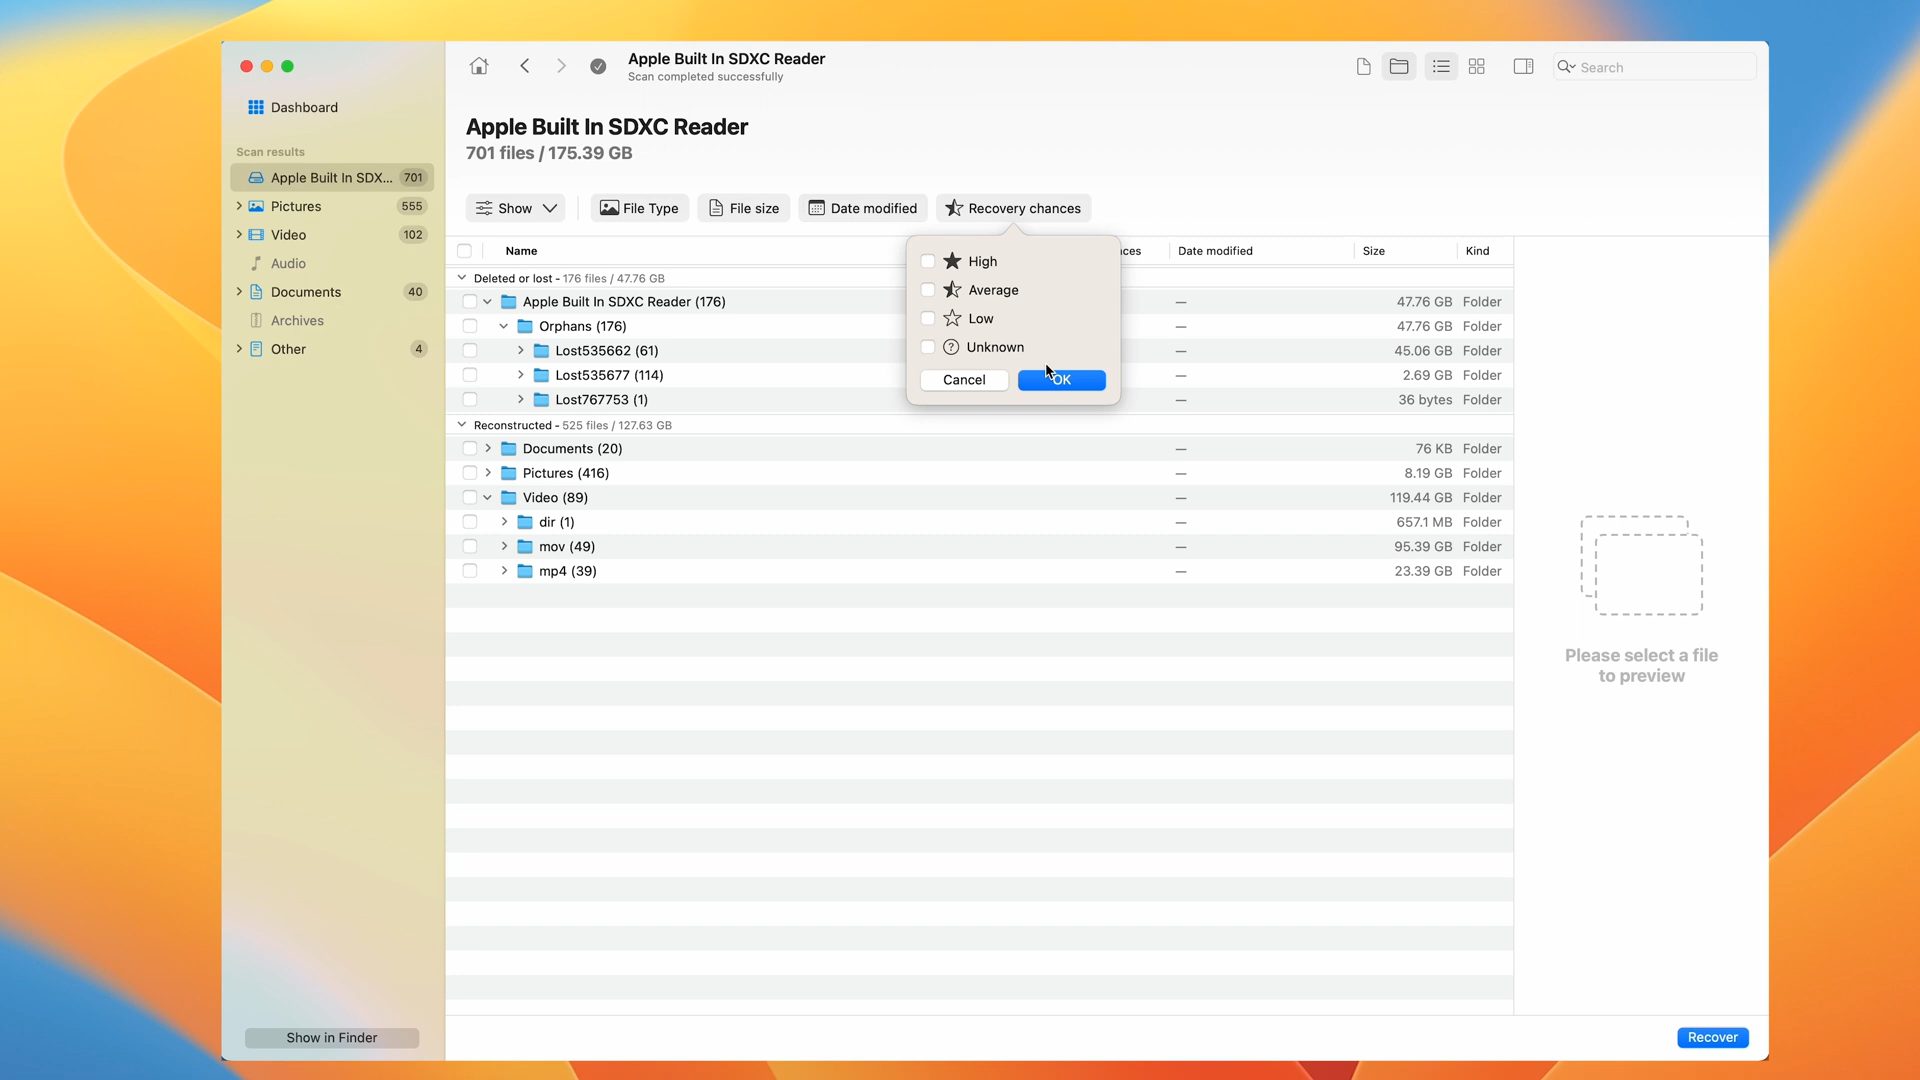 Apple Built In SDXC Reader
Scan completed successfully
Search
Dashboard
Scan results
Apple Built In SDX... 701
Pictures 555
Video 102
Audio
Documents 40
Archives
Other 4
Show in Finder
Apple Built In SDXC Reader
701 files / 175.39 GB
Show File Type File size Date modified Recovery chances
Name ces Date modified Size Kind
High
Average
Low
Unknown
Cancel OK
Deleted or lost - 176 files / 47.76 GB
Apple Built In SDXC Reader (176) — 47.76 GB Folder
Orphans (176) — 47.76 GB Folder
Lost535662 (61) — 45.06 GB Folder
Lost535677 (114) — 2.69 GB Folder
Lost767753 (1) — 36 bytes Folder
Reconstructed - 525 files / 127.63 GB
Documents (20) — 76 KB Folder
Pictures (416) — 8.19 GB Folder
Video (89) — 119.44 GB Folder
dir (1) — 657.1 MB Folder
mov (49) — 95.39 GB Folder
mp4 (39) — 23.39 GB Folder
Please select a file
to preview
Recover